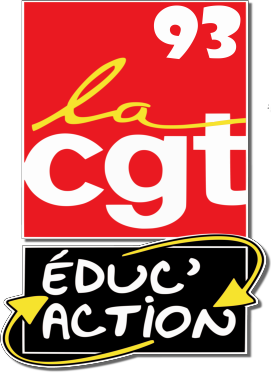 93
la
cgt
ÉDUC'
ACTION